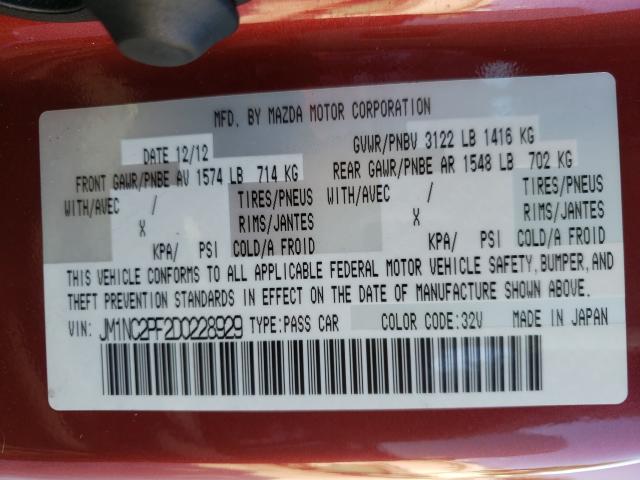 MFD. BY MAZDA MOTOR CORPORATION
DATE 12/12 GVWR/PNBV 3122 LB 1416 KG
FRONT GAWR/PNBE AV 1574 LB 714 KG REAR GAWR/PNBE AR 1548 LB 702 KG
WITH/AVEC / TIRES/PNEUS WITH/AVEC / TIRES/PNEUS
X RIMS/JANTES X RIMS/JANTES
KPA/ PSI COLD/A FROID KPA/ PSI COLD/A FROID
THIS VEHICLE CONFORMS TO ALL APPLICABLE FEDERAL MOTOR VEHICLE SAFETY, BUMPER, AND
THEFT PREVENTION STANDARDS IN EFFECT ON THE DATE OF MANUFACTURE SHOWN ABOVE.
VIN: JM1NC2PF2D0228929 TYPE:PASS CAR COLOR CODE:32V MADE IN JAPAN